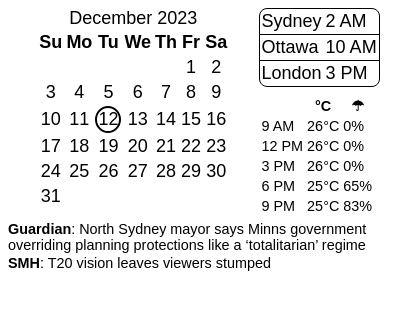 December 2023
Su Mo Tu We Th Fr Sa
1 2
3 4 5 6 7 8 9
10 11 12 13 14 15 16
17 18 19 20 21 22 23
24 25 26 27 28 29 30
31
Sydney 2 AM
Ottawa 10 AM
London 3 PM
°C ☂
9 AM 26°C 0%
12 PM 26°C 0%
3 PM 26°C 0%
6 PM 25°C 65%
9 PM 25°C 83%
Guardian: North Sydney mayor says Minns government
overriding planning protections like a ‘totalitarian’ regime
SMH: T20 vision leaves viewers stumped